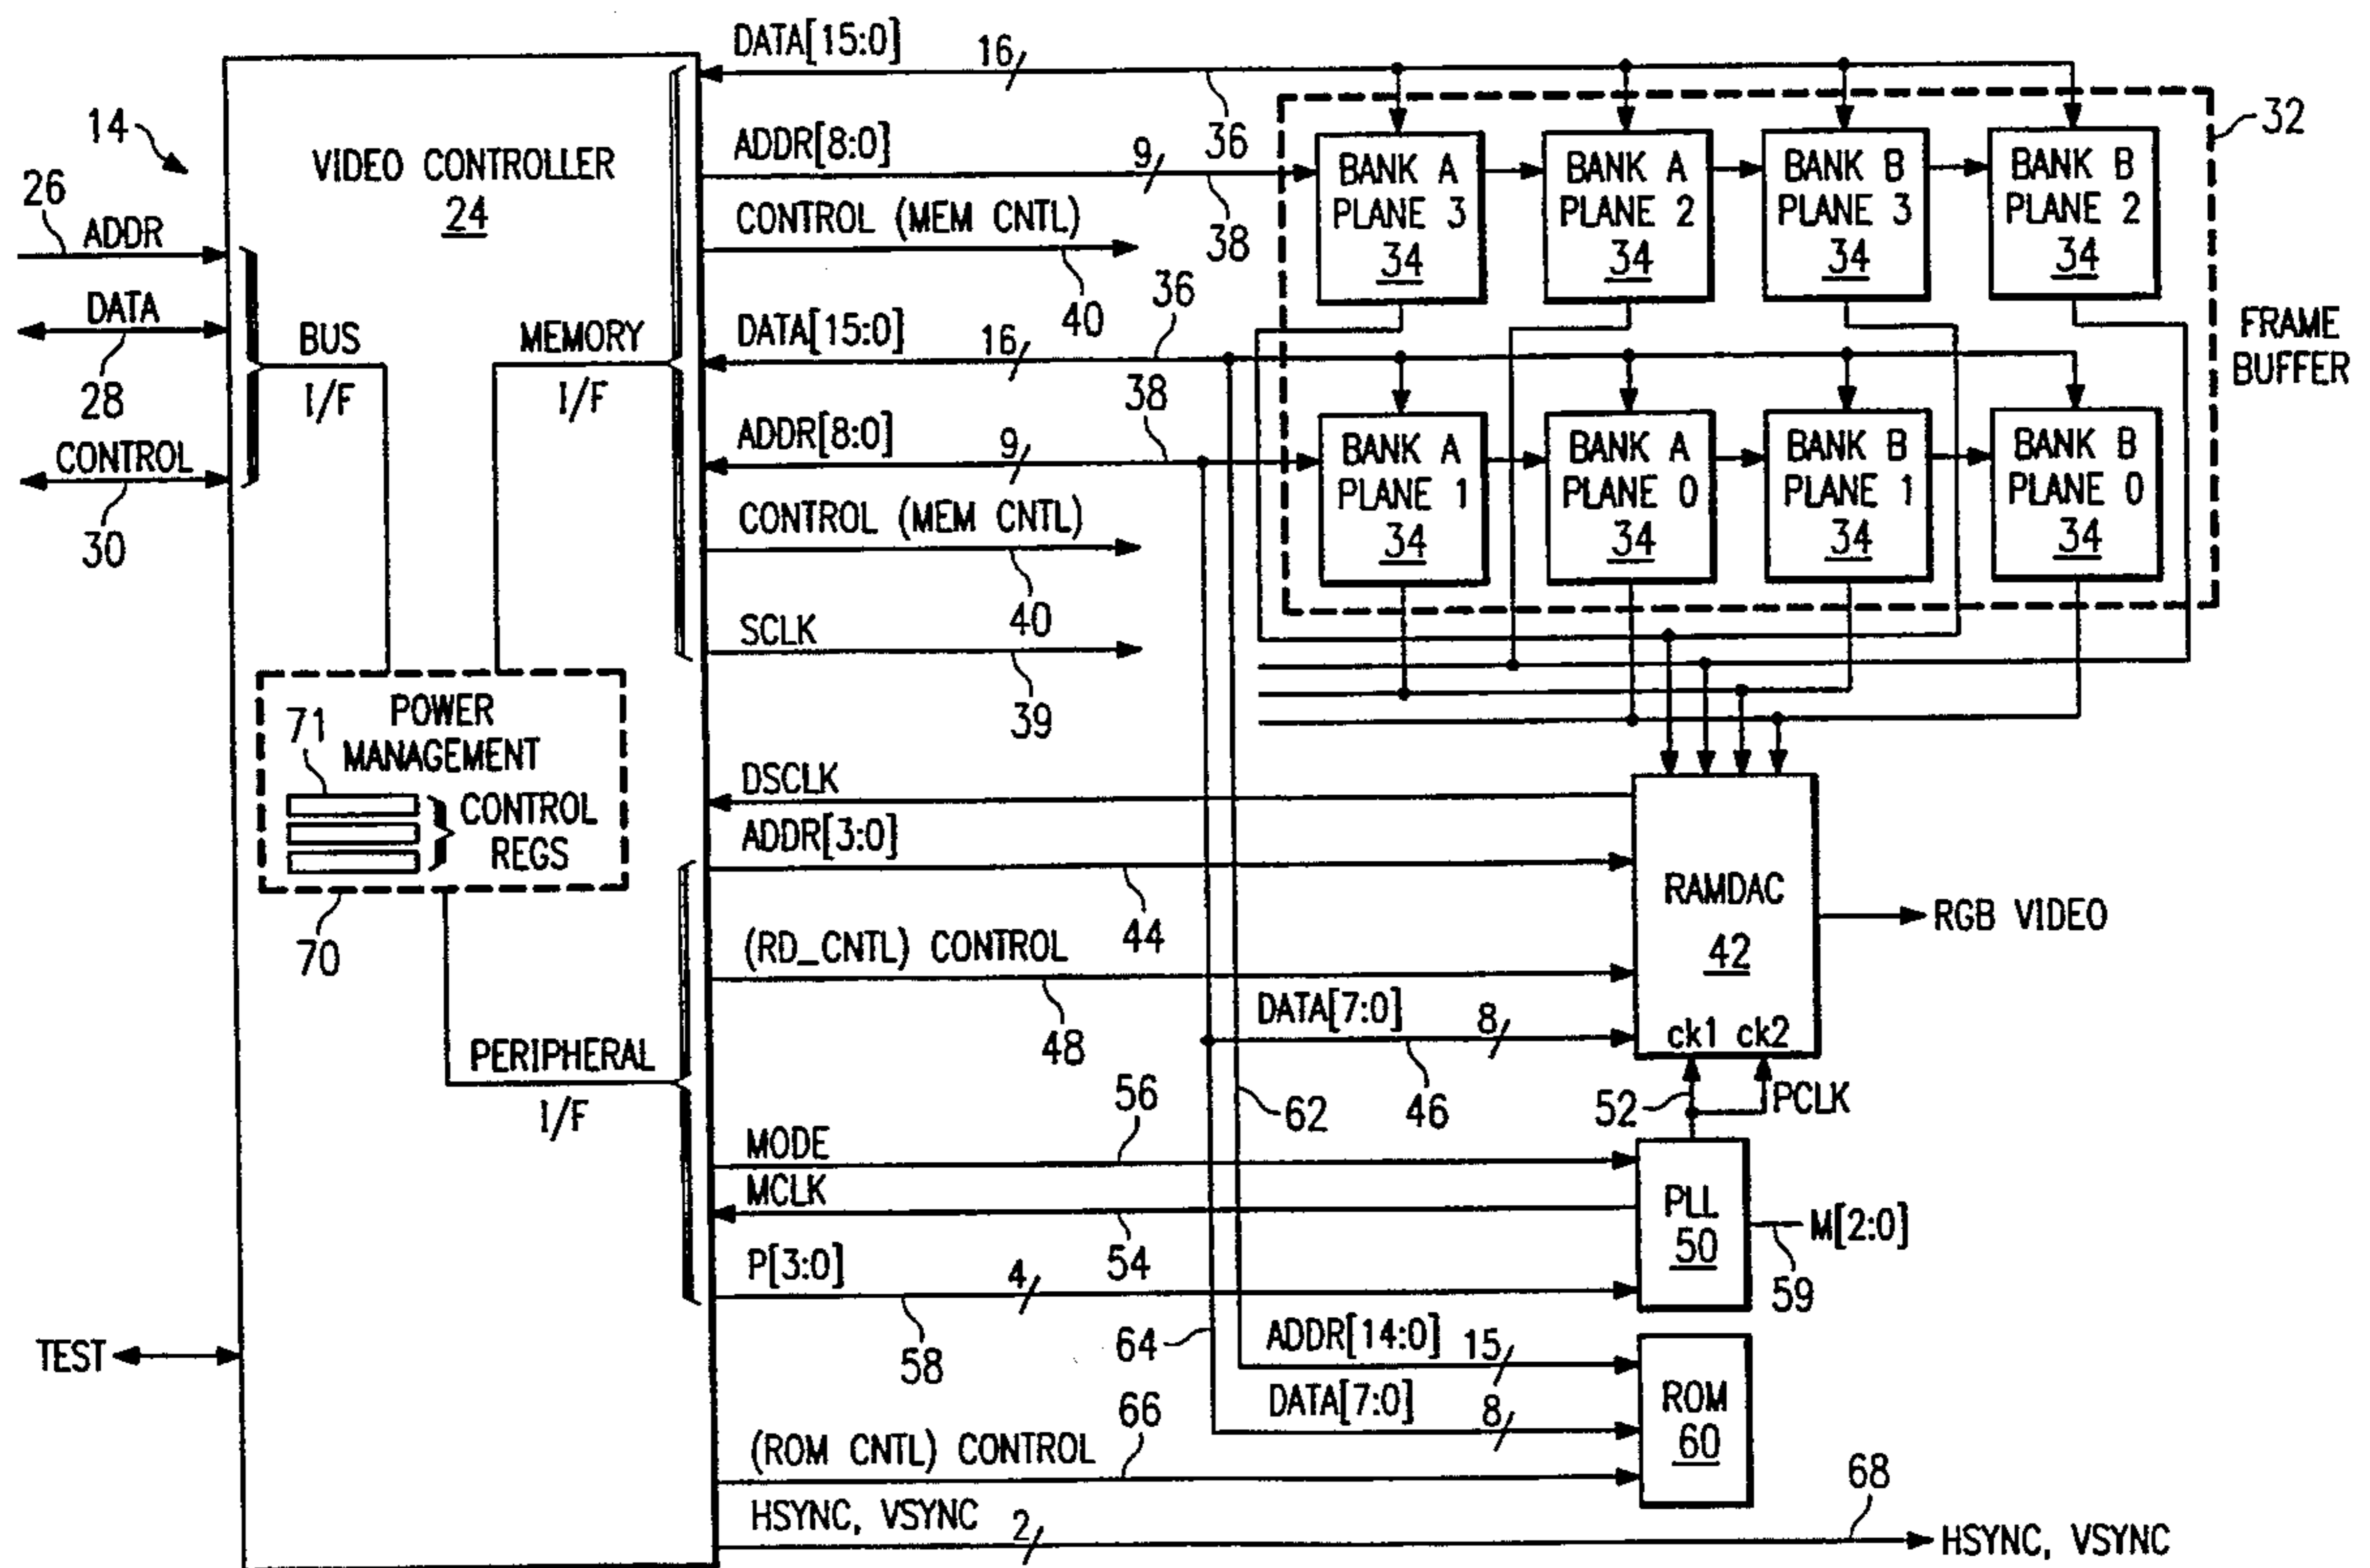 DATA[15:0]
16
36
14
VIDEO CONTROLLER
24
ADDR[8:0]
9
38
32
BANK A
PLANE 3
34
BANK A
PLANE 2
34
BANK B
PLANE 3
34
BANK B
PLANE 2
34
26
ADDR
CONTROL (MEM CNTL)
40
DATA
28
BUS
I/F
MEMORY
I/F
DATA[15:0]
16
36
FRAME
BUFFER
CONTROL
30
ADDR[8:0]
9
38
BANK A
PLANE 1
34
BANK A
PLANE 0
34
BANK B
PLANE 1
34
BANK B
PLANE 0
34
CONTROL (MEM CNTL)
40
SCLK
39
POWER
MANAGEMENT
71
CONTROL
REGS
70
DSCLK
ADDR[3:0]
44
RAMDAC
42
ck1 ck2
RGB VIDEO
(RD_CNTL) CONTROL
48
DATA[7:0]
8
46
PERIPHERAL
I/F
62
52
PCLK
MODE
56
MCLK
54
PLL
50
M[2:0]
59
P[3:0]
4
58
TEST
64
ADDR[14:0]
15
DATA[7:0]
8
ROM
60
(ROM CNTL) CONTROL
66
HSYNC, VSYNC
2
68
HSYNC, VSYNC